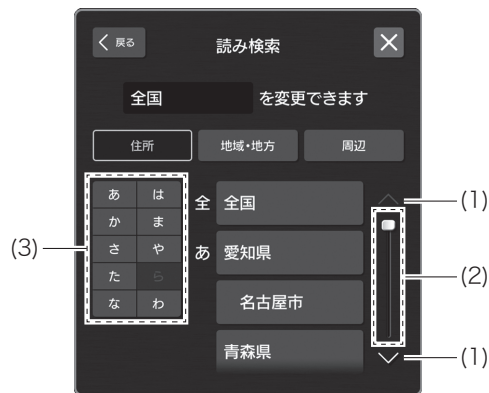 戻る
読み検索
全国 を変更できます
住所 地域・地方 周辺
あ は
か ま
さ や
た ら
な わ
全 全国
あ 愛知県
名古屋市
青森県
(1)
(2)
(1)
(3)